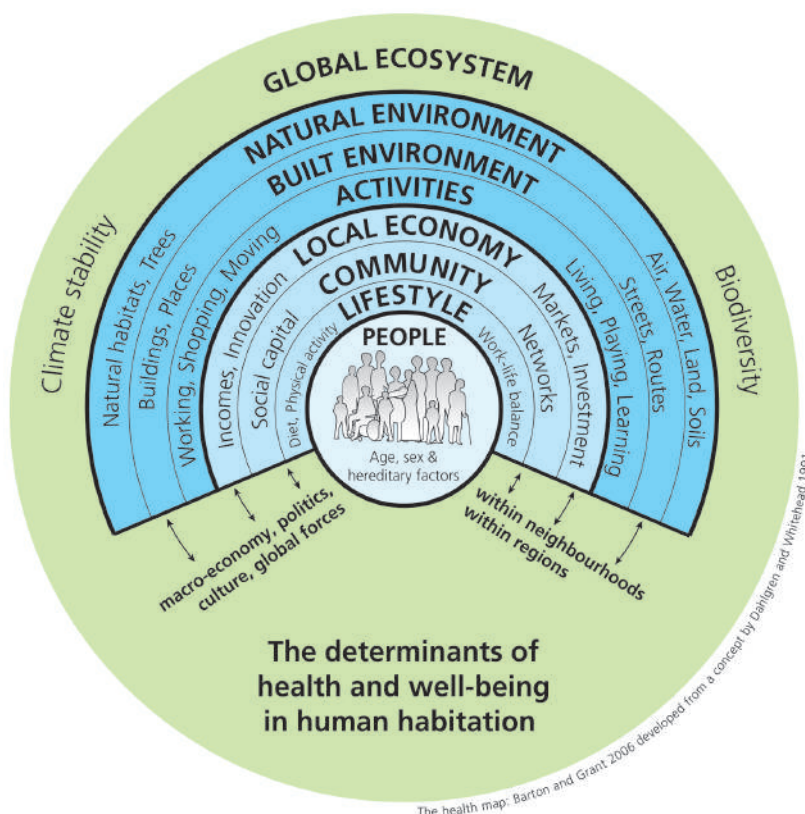 GLOBAL ECOSYSTEM
NATURAL ENVIRONMENT
BUILT ENVIRONMENT
ACTIVITIES
LOCAL ECONOMY
COMMUNITY
LIFESTYLE
PEOPLE
Age, sex &
hereditary factors
Climate stability
Natural habitats, Trees
Buildings, Places
Working, Shopping, Moving
Incomes, Innovation
Social capital
Diet, Physical activity
Work-life balance
Networks
Markets, Investment
Living, Playing, Learning
Streets, Routes
Air, Water, Land, Soils
Biodiversity
macro-economy, politics,
culture, global forces
within neighbourhoods
within regions
The determinants of
health and well-being
in human habitation
The health map: Barton and Grant 2006 developed from a concept by Dahlgren and Whitehead 1991